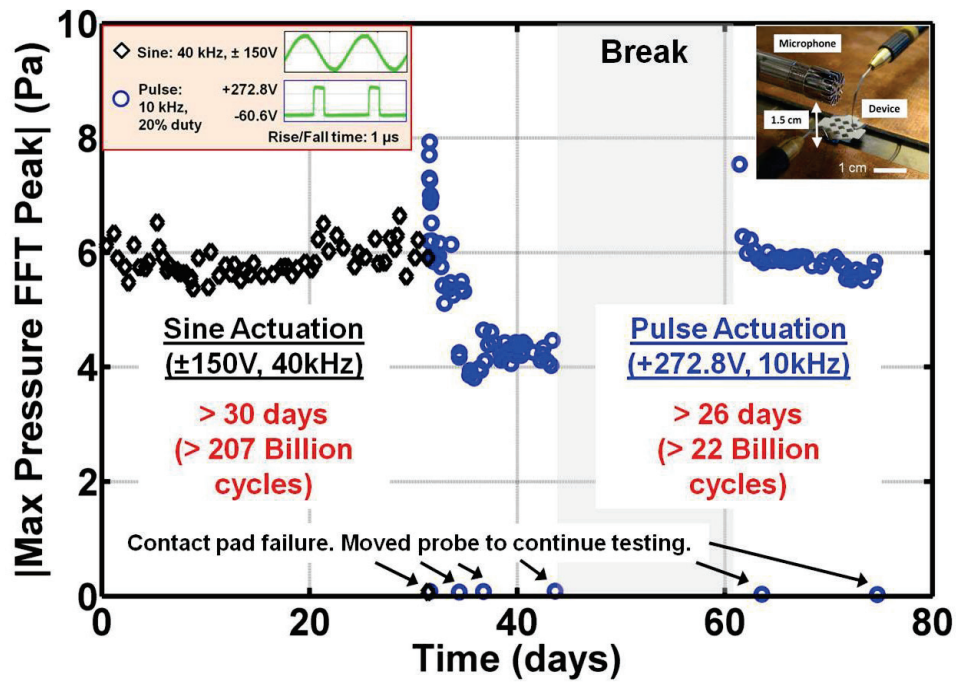 |Max Pressure FFT Peak| (Pa)
10
8
6
4
2
0
Sine: 40 kHz, ± 150V
Pulse:
10 kHz,
20% duty
+272.8V
-60.6V
Rise/Fall time: 1 µs
Break
Microphone
Device
1.5 cm
1 cm
Sine Actuation
(±150V, 40kHz)
> 30 days
(> 207 Billion
cycles)
Pulse Actuation
(+272.8V, 10kHz)
> 26 days
(> 22 Billion
cycles)
Contact pad failure. Moved probe to continue testing.
0 20 40 60 80
Time (days)